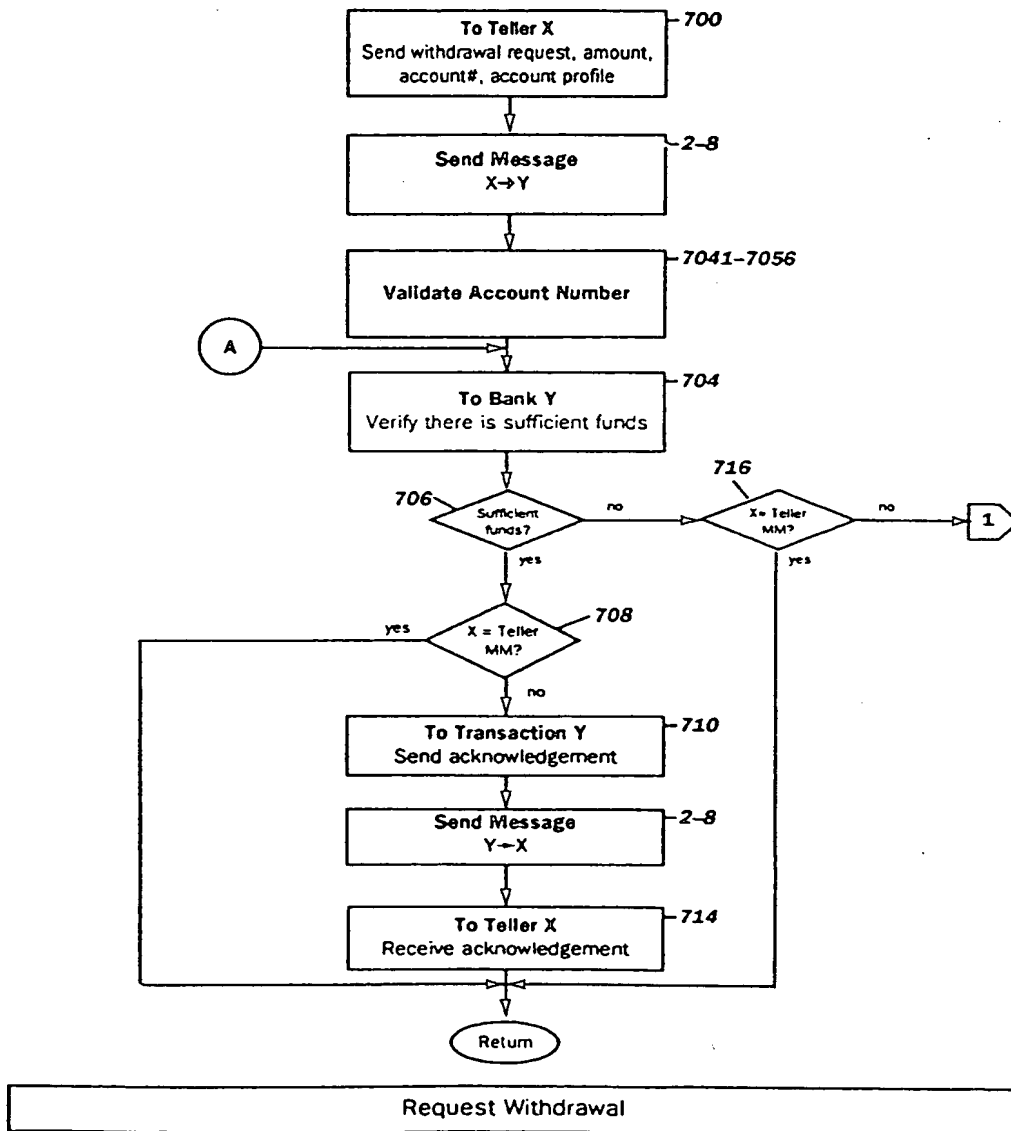 To Teller X
Send withdrawal request, amount,
account#, account profile
700
Send Message
X→Y
2-8
Validate Account Number
7041-7056
A
To Bank Y
Verify there is sufficient funds
704
706
Sufficient
funds?
no
716
X= Teller
MM?
no
1
yes
yes
yes
X = Teller
MM?
708
no
To Transaction Y
Send acknowledgement
710
Send Message
Y→X
2-8
To Teller X
Receive acknowledgement
714
Return
Request Withdrawal